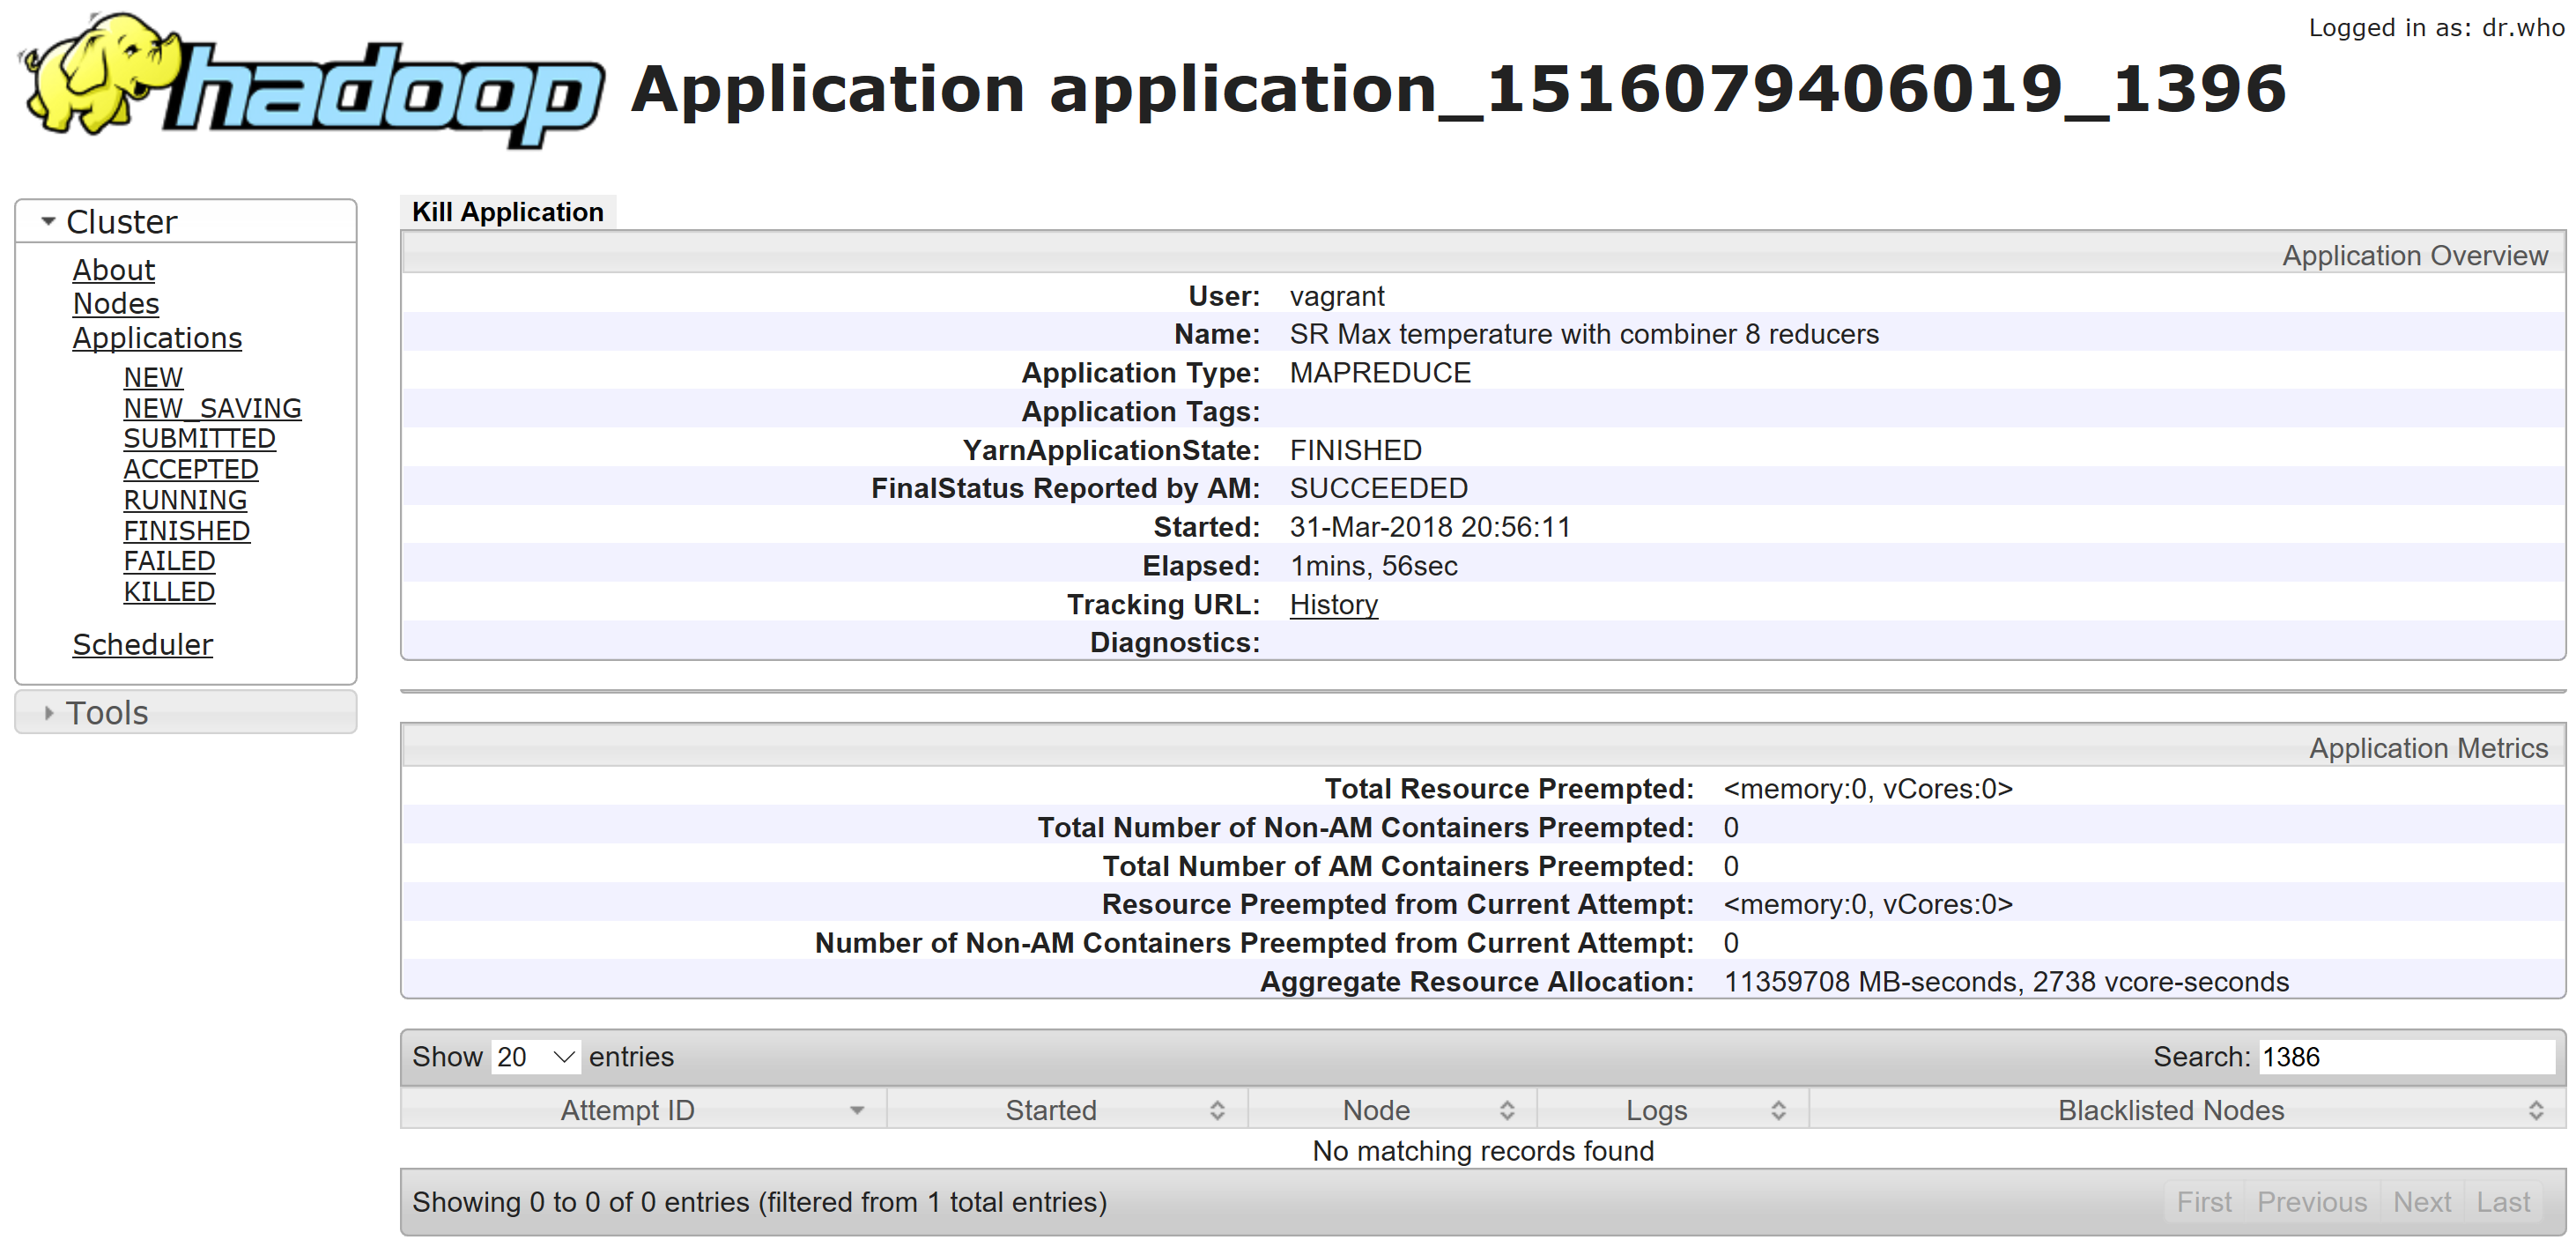 Logged in as: dr.who
hadoop
Application application_1516079406019_1396
Cluster
About
Nodes
Applications
NEW
NEW_SAVING
SUBMITTED
ACCEPTED
RUNNING
FINISHED
FAILED
KILLED
Scheduler
Tools
Kill Application
Application Overview
User: vagrant
Name: SR Max temperature with combiner 8 reducers
Application Type: MAPREDUCE
Application Tags:
YarnApplicationState: FINISHED
FinalStatus Reported by AM: SUCCEEDED
Started: 31-Mar-2018 20:56:11
Elapsed: 1mins, 56sec
Tracking URL: History
Diagnostics:
Application Metrics
Total Resource Preempted: <memory:0, vCores:0>
Total Number of Non-AM Containers Preempted: 0
Total Number of AM Containers Preempted: 0
Resource Preempted from Current Attempt: <memory:0, vCores:0>
Number of Non-AM Containers Preempted from Current Attempt: 0
Aggregate Resource Allocation: 11359708 MB-seconds, 2738 vcore-seconds
Show 20 entries Search: 1386
Attempt ID Started Node Logs Blacklisted Nodes
No matching records found
Showing 0 to 0 of 0 entries (filtered from 1 total entries) First Previous Next Last